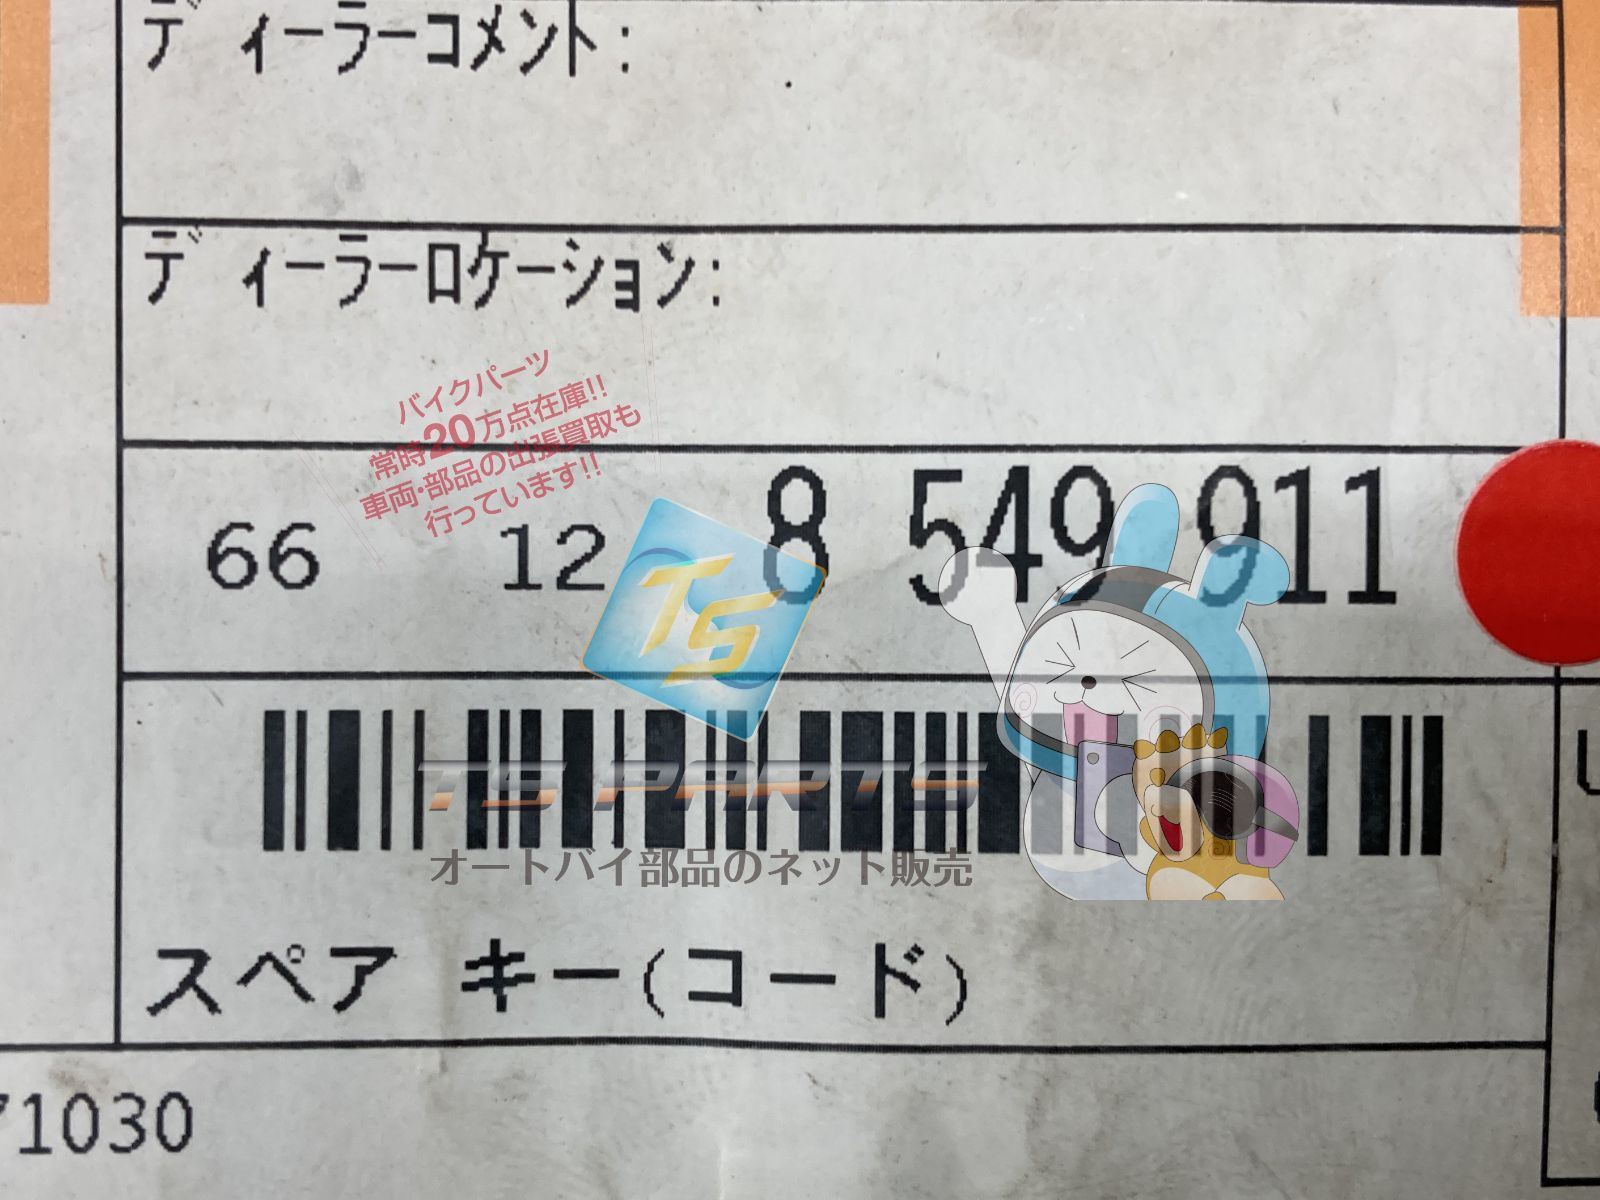 ディーラーコメント:
ディーラーロケーション:
バイクパーツ
常時20万点在庫!!
車両・部品の出張買取も
行っています!!
66 12 8 549 911
TS
TS PARTS
オートバイ部品のネット販売
スペア キー(コード)
71030